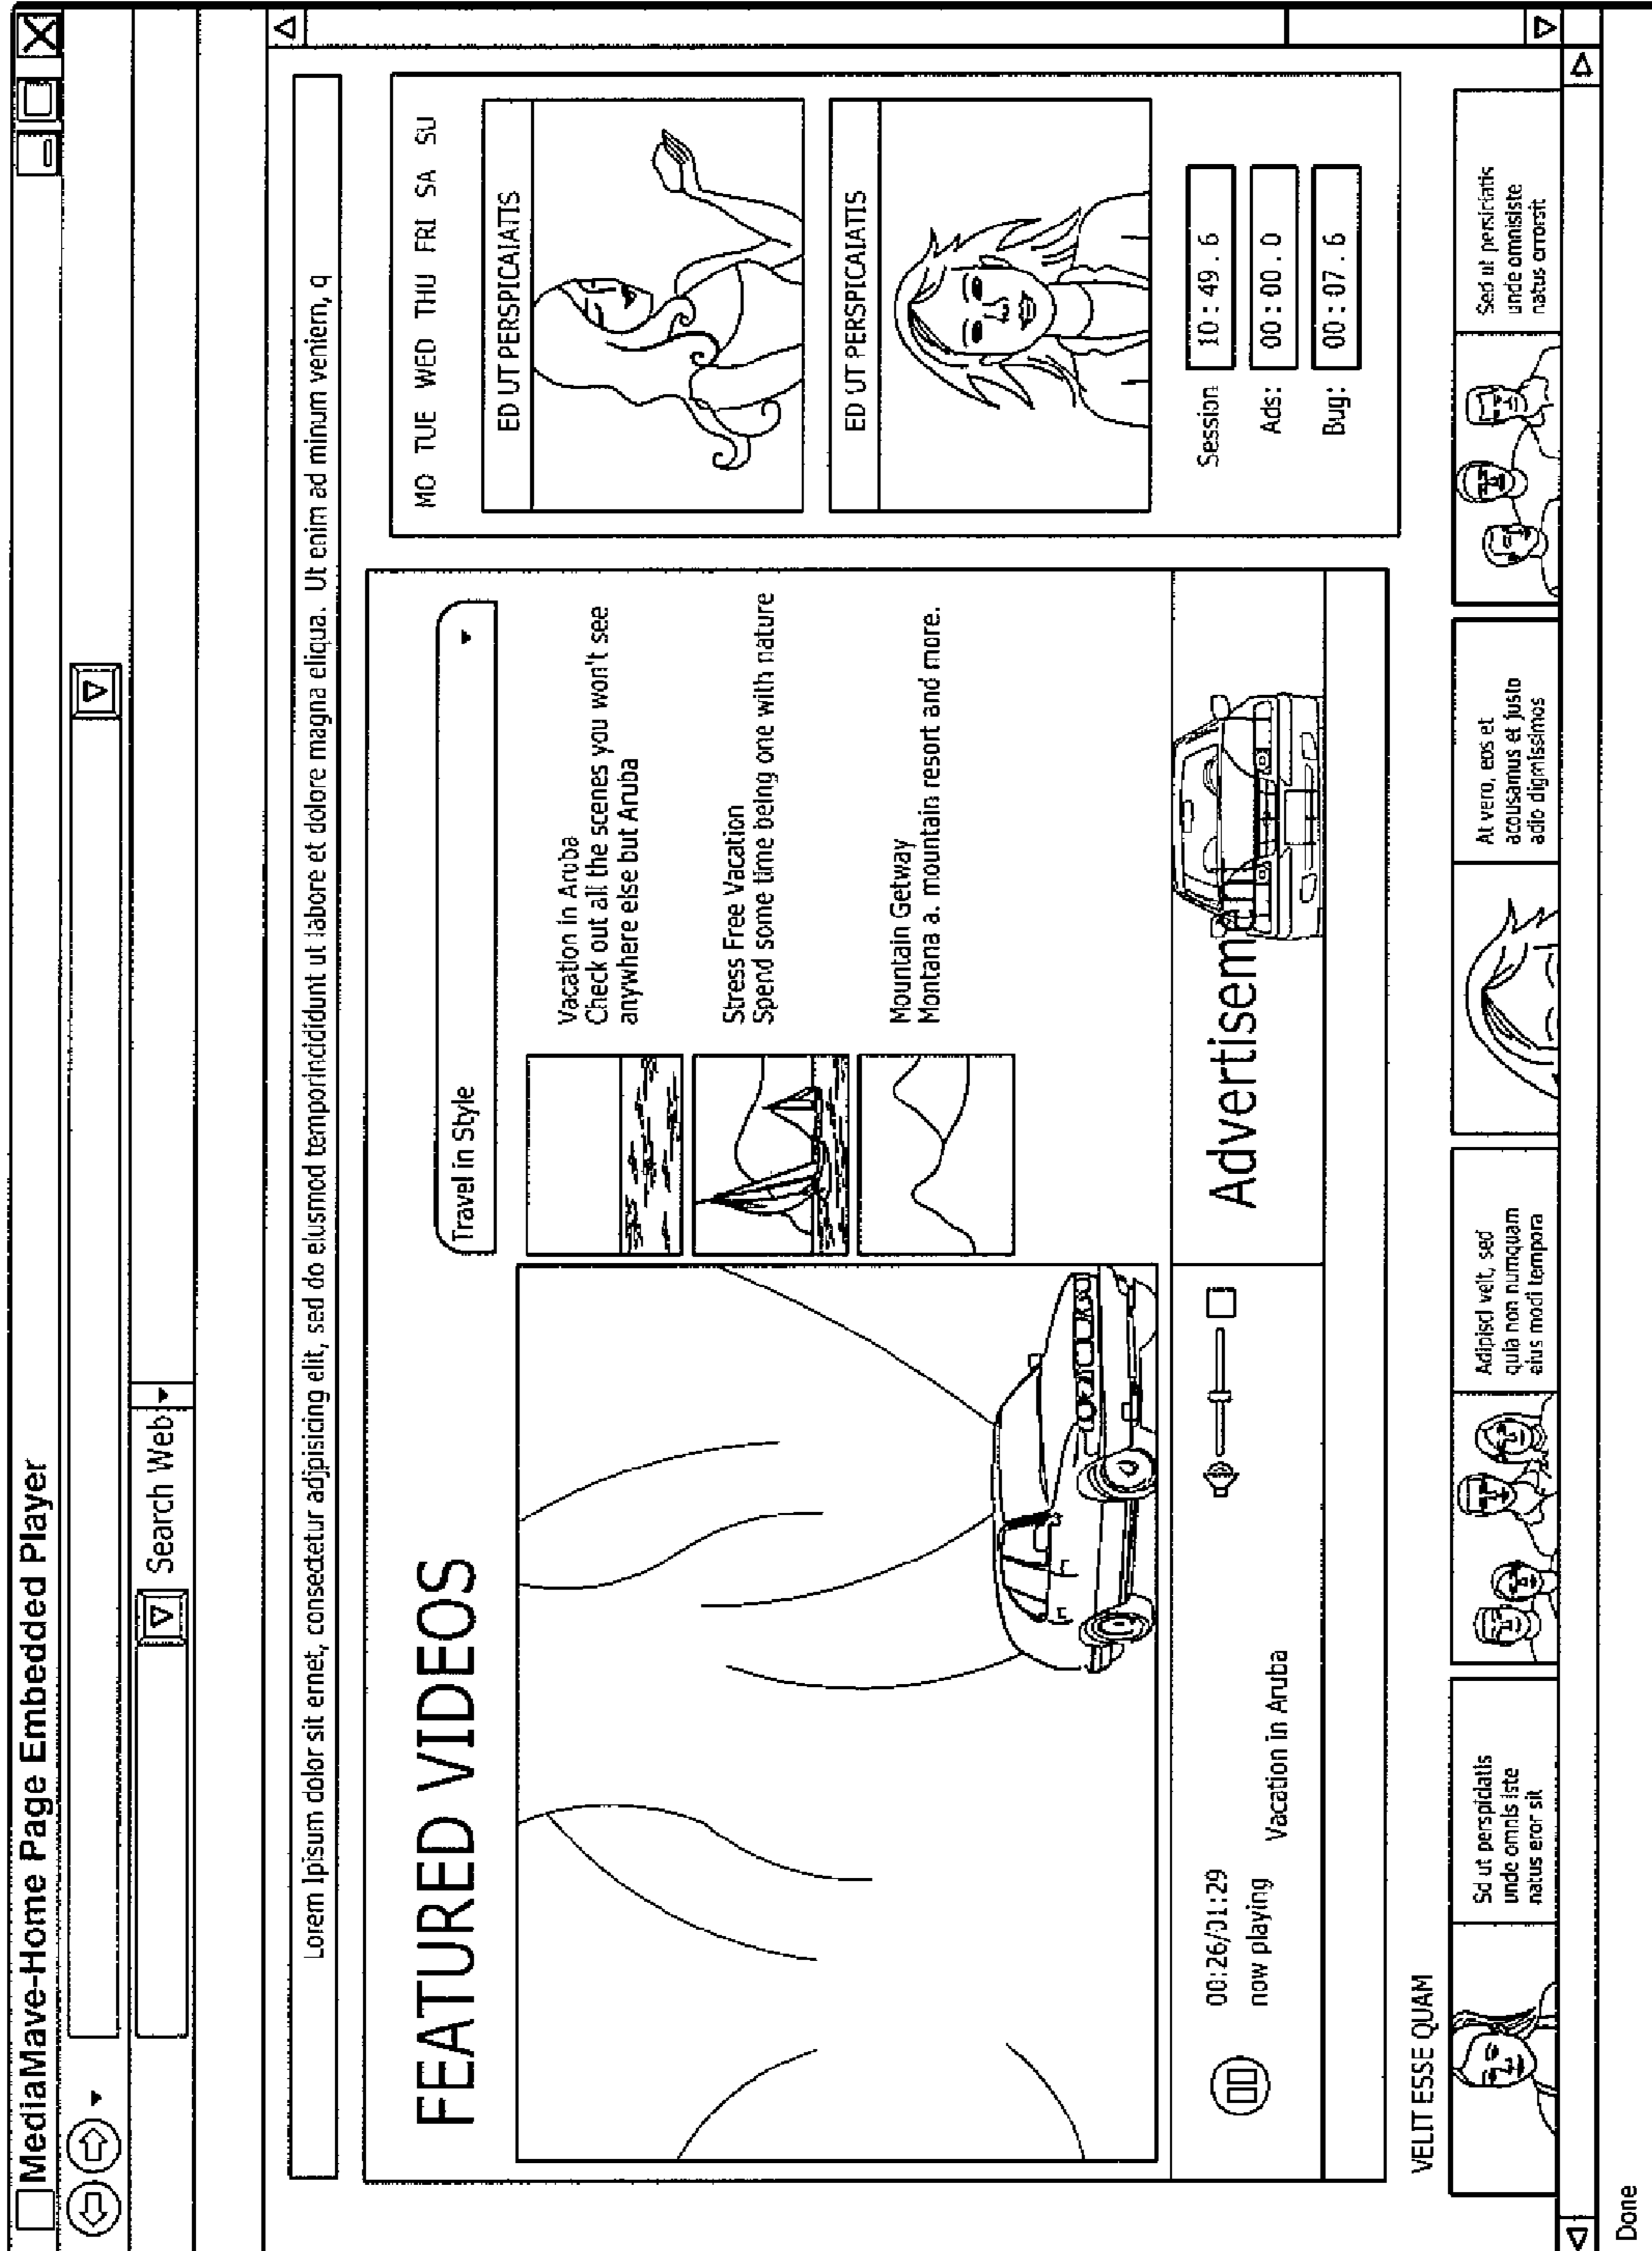 MediaMave-Home Page Embedded Player
Search Web
Lorem Ipisum dolor sit ernet, consectetur adjpisicing elit, sed do elusmod temporincididunt ut labore et dolore magna eliqua. Ut enim ad minum veniern, q
FEATURED VIDEOS
Travel in Style
Vacation in Aruba
Check out all the scenes you won't see
anywhere else but Aruba
Stress Free Vacation
Spend some time being one with nature
Mountain Getway
Montana a. mountain resort and more.
00:26/01:29
now playing
Vacation in Aruba
Advertisement
MO TUE WED THU FRI SA SU
ED UT PERSPICAIATIS
ED UT PERSPICAIATIS
Session 10:49.6
Ads: 00:00.0
Bug: 00:07.6
VELIT ESSE QUAM
Sd ut perspidatis
unde omnis iste
natus eror sit
Adipisci velt, sed
quia non numquam
eius modi tempora
At vero, eos et
acousamus et justo
adio digmissimos
Sed ut persiriatis
unde omnisiste
natus errorsit
Done